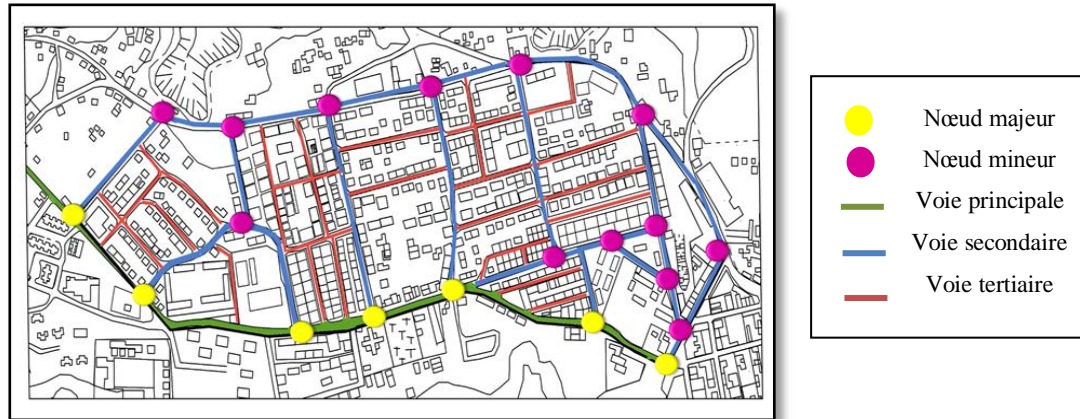 Nœud majeur
Nœud mineur
Voie principale
Voie secondaire
Voie tertiaire